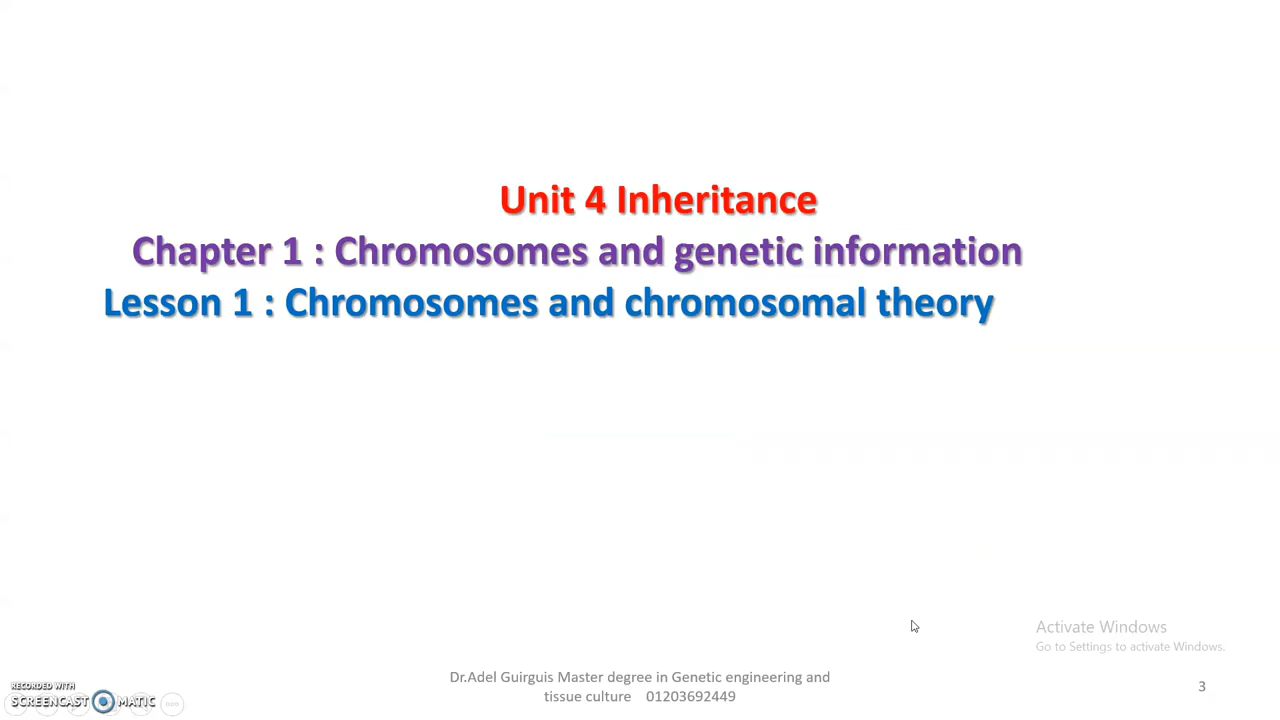 Unit 4 Inheritance
Chapter 1 : Chromosomes and genetic information
Lesson 1 : Chromosomes and chromosomal theory
Activate Windows
Go to Settings to activate Windows.
Dr.Adel Guirguis Master degree in Genetic engineering and
tissue culture 01203692449
3
RECORDED WITH
SCREENCAST MATIC